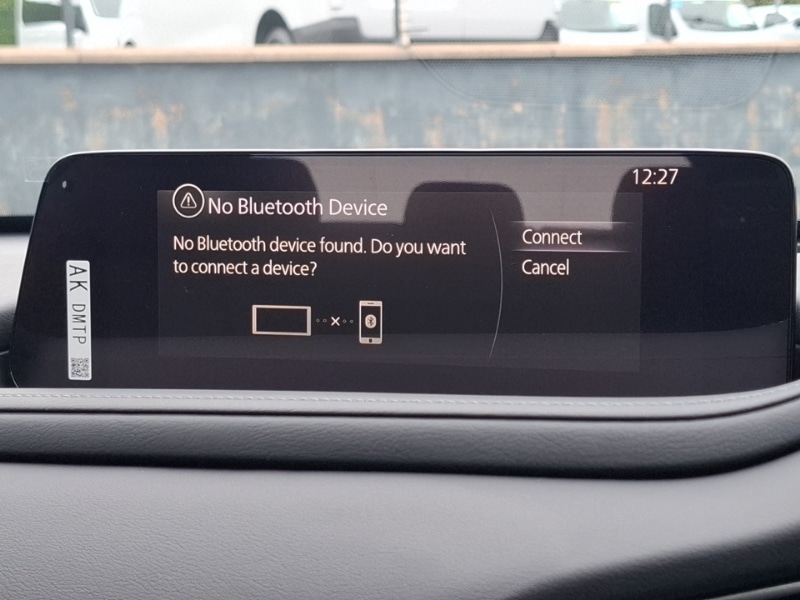 12:27
No Bluetooth Device
No Bluetooth device found. Do you want
to connect a device?
Connect
Cancel
AK DMTP